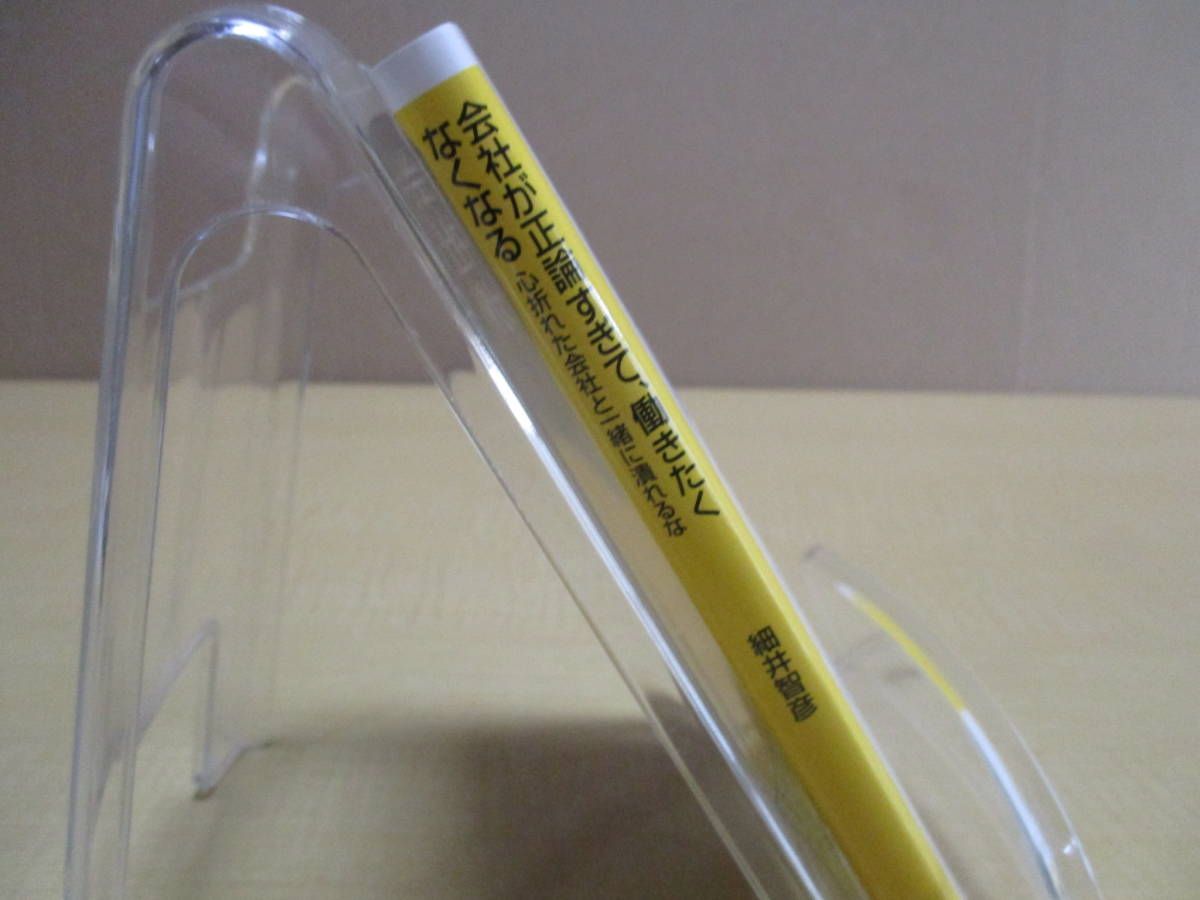 会社が正論すぎて、働きたく
なくなる
心折れた会社と一緒に潰れるな
細井智彦